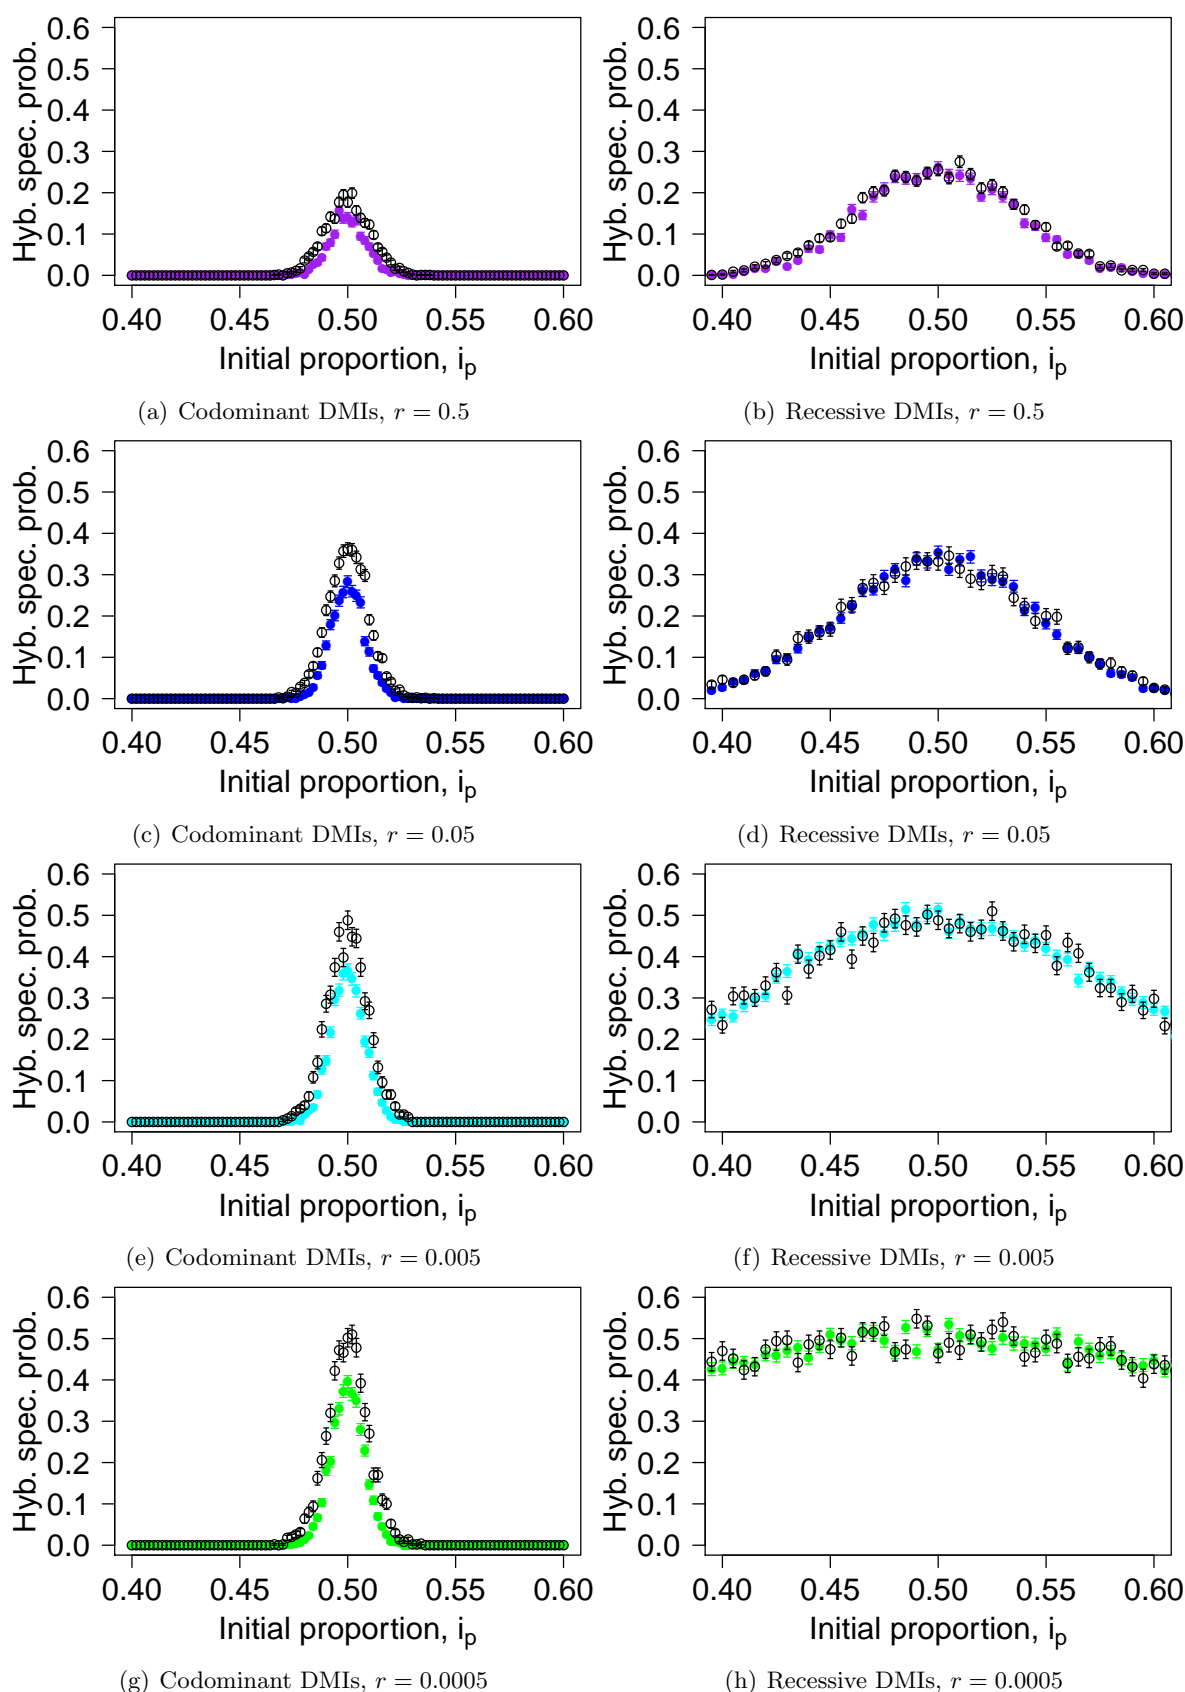 Hyb. spec. prob.
0.6
0.5
0.4
0.3
0.2
0.1
0.0
0.40 0.45 0.50 0.55 0.60
Initial proportion, i_p
(a) Codominant DMIs, r = 0.5
Hyb. spec. prob.
0.6
0.5
0.4
0.3
0.2
0.1
0.0
0.40 0.45 0.50 0.55 0.60
Initial proportion, i_p
(b) Recessive DMIs, r = 0.5
Hyb. spec. prob.
0.6
0.5
0.4
0.3
0.2
0.1
0.0
0.40 0.45 0.50 0.55 0.60
Initial proportion, i_p
(c) Codominant DMIs, r = 0.05
Hyb. spec. prob.
0.6
0.5
0.4
0.3
0.2
0.1
0.0
0.40 0.45 0.50 0.55 0.60
Initial proportion, i_p
(d) Recessive DMIs, r = 0.05
Hyb. spec. prob.
0.6
0.5
0.4
0.3
0.2
0.1
0.0
0.40 0.45 0.50 0.55 0.60
Initial proportion, i_p
(e) Codominant DMIs, r = 0.005
Hyb. spec. prob.
0.6
0.5
0.4
0.3
0.2
0.1
0.0
0.40 0.45 0.50 0.55 0.60
Initial proportion, i_p
(f) Recessive DMIs, r = 0.005
Hyb. spec. prob.
0.6
0.5
0.4
0.3
0.2
0.1
0.0
0.40 0.45 0.50 0.55 0.60
Initial proportion, i_p
(g) Codominant DMIs, r = 0.0005
Hyb. spec. prob.
0.6
0.5
0.4
0.3
0.2
0.1
0.0
0.40 0.45 0.50 0.55 0.60
Initial proportion, i_p
(h) Recessive DMIs, r = 0.0005